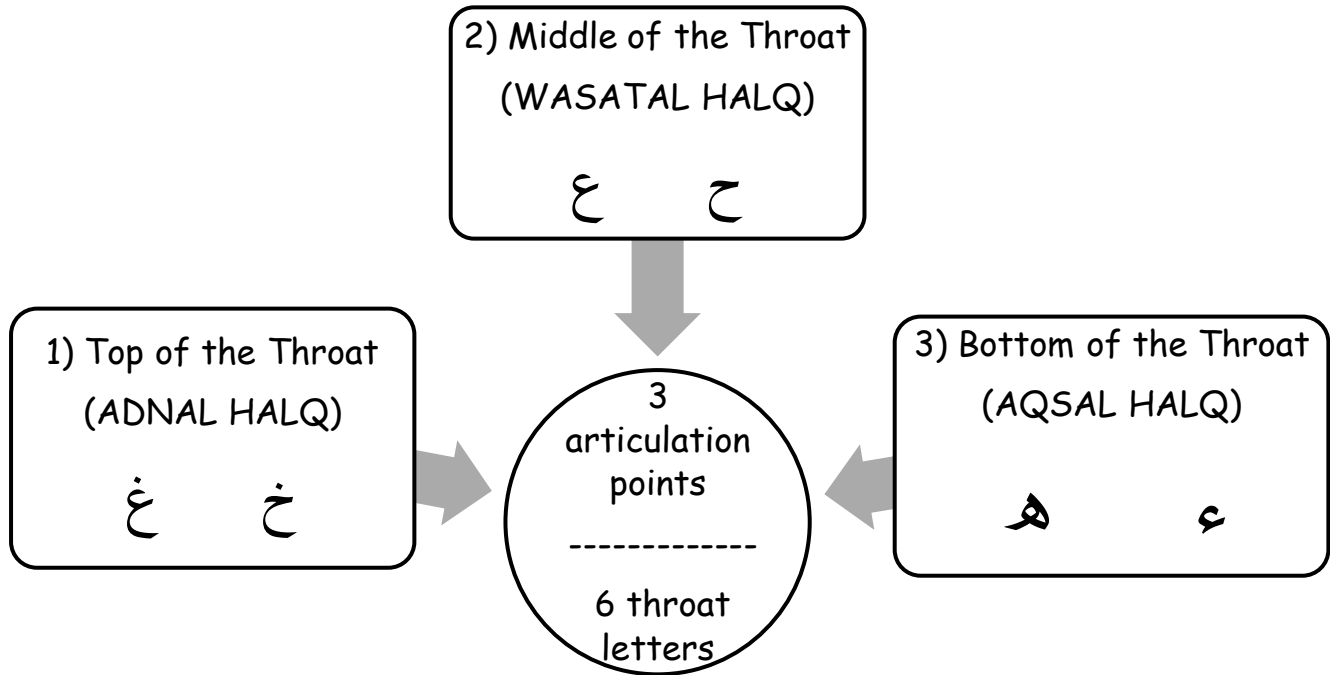 2) Middle of the Throat
(WASATAL HALQ)
ع ح
1) Top of the Throat
(ADNAL HALQ)
غ خ
3) Bottom of the Throat
(AQSAL HALQ)
ه ء
3
articulation
points
-------------
6 throat
letters